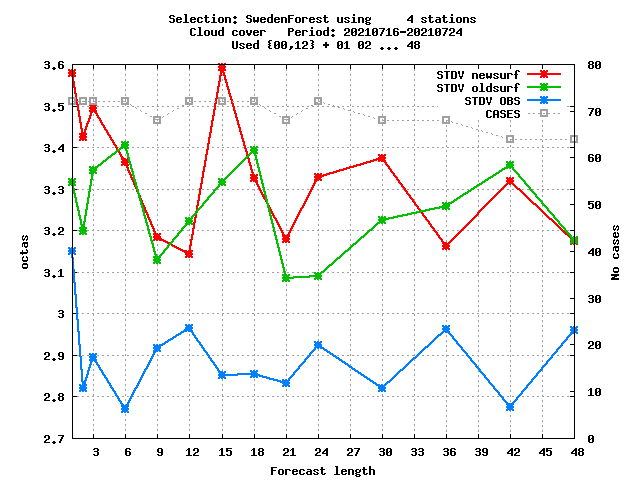 Selection: SwedenForest using     4 stations
Cloud cover   Period: 20210716-20210724
Used {00,12} + 01 02 ... 48
STDV newsurf
STDV oldsurf
STDV OBS
CASES
3,6
3,5
3,4
3,3
3,2
3,1
3
2,9
2,8
2,7
octas
80
70
60
50
40
30
20
10
0
No cases
3 6 9 12 15 18 21 24 27 30 33 36 39 42 45 48
Forecast length